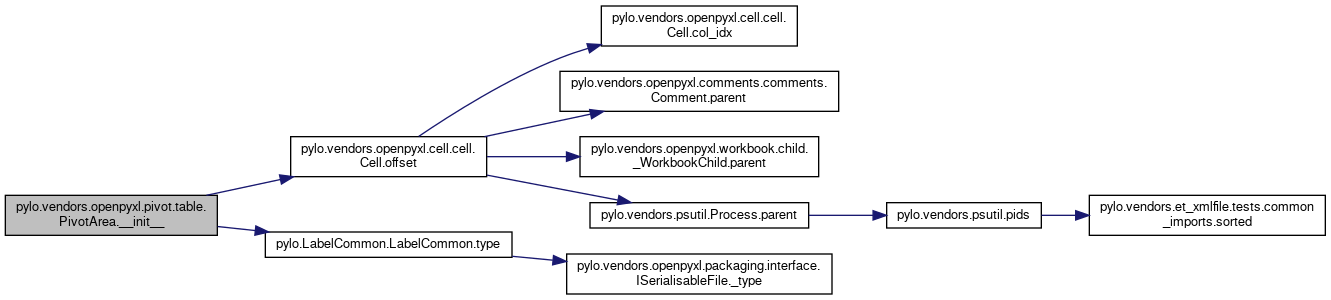 pylo.vendors.openpyxl.cell.cell.
Cell.col_idx
pylo.vendors.openpyxl.comments.comments.
Comment.parent
pylo.vendors.openpyxl.cell.cell.
Cell.offset
pylo.vendors.openpyxl.workbook.child.
_WorkbookChild.parent
pylo.vendors.openpyxl.pivot.table.
PivotArea.__init__
pylo.vendors.psutil.Process.parent
pylo.vendors.psutil.pids
pylo.vendors.et_xmlfile.tests.common
_imports.sorted
pylo.LabelCommon.LabelCommon.type
pylo.vendors.openpyxl.packaging.interface.
ISerialisableFile._type